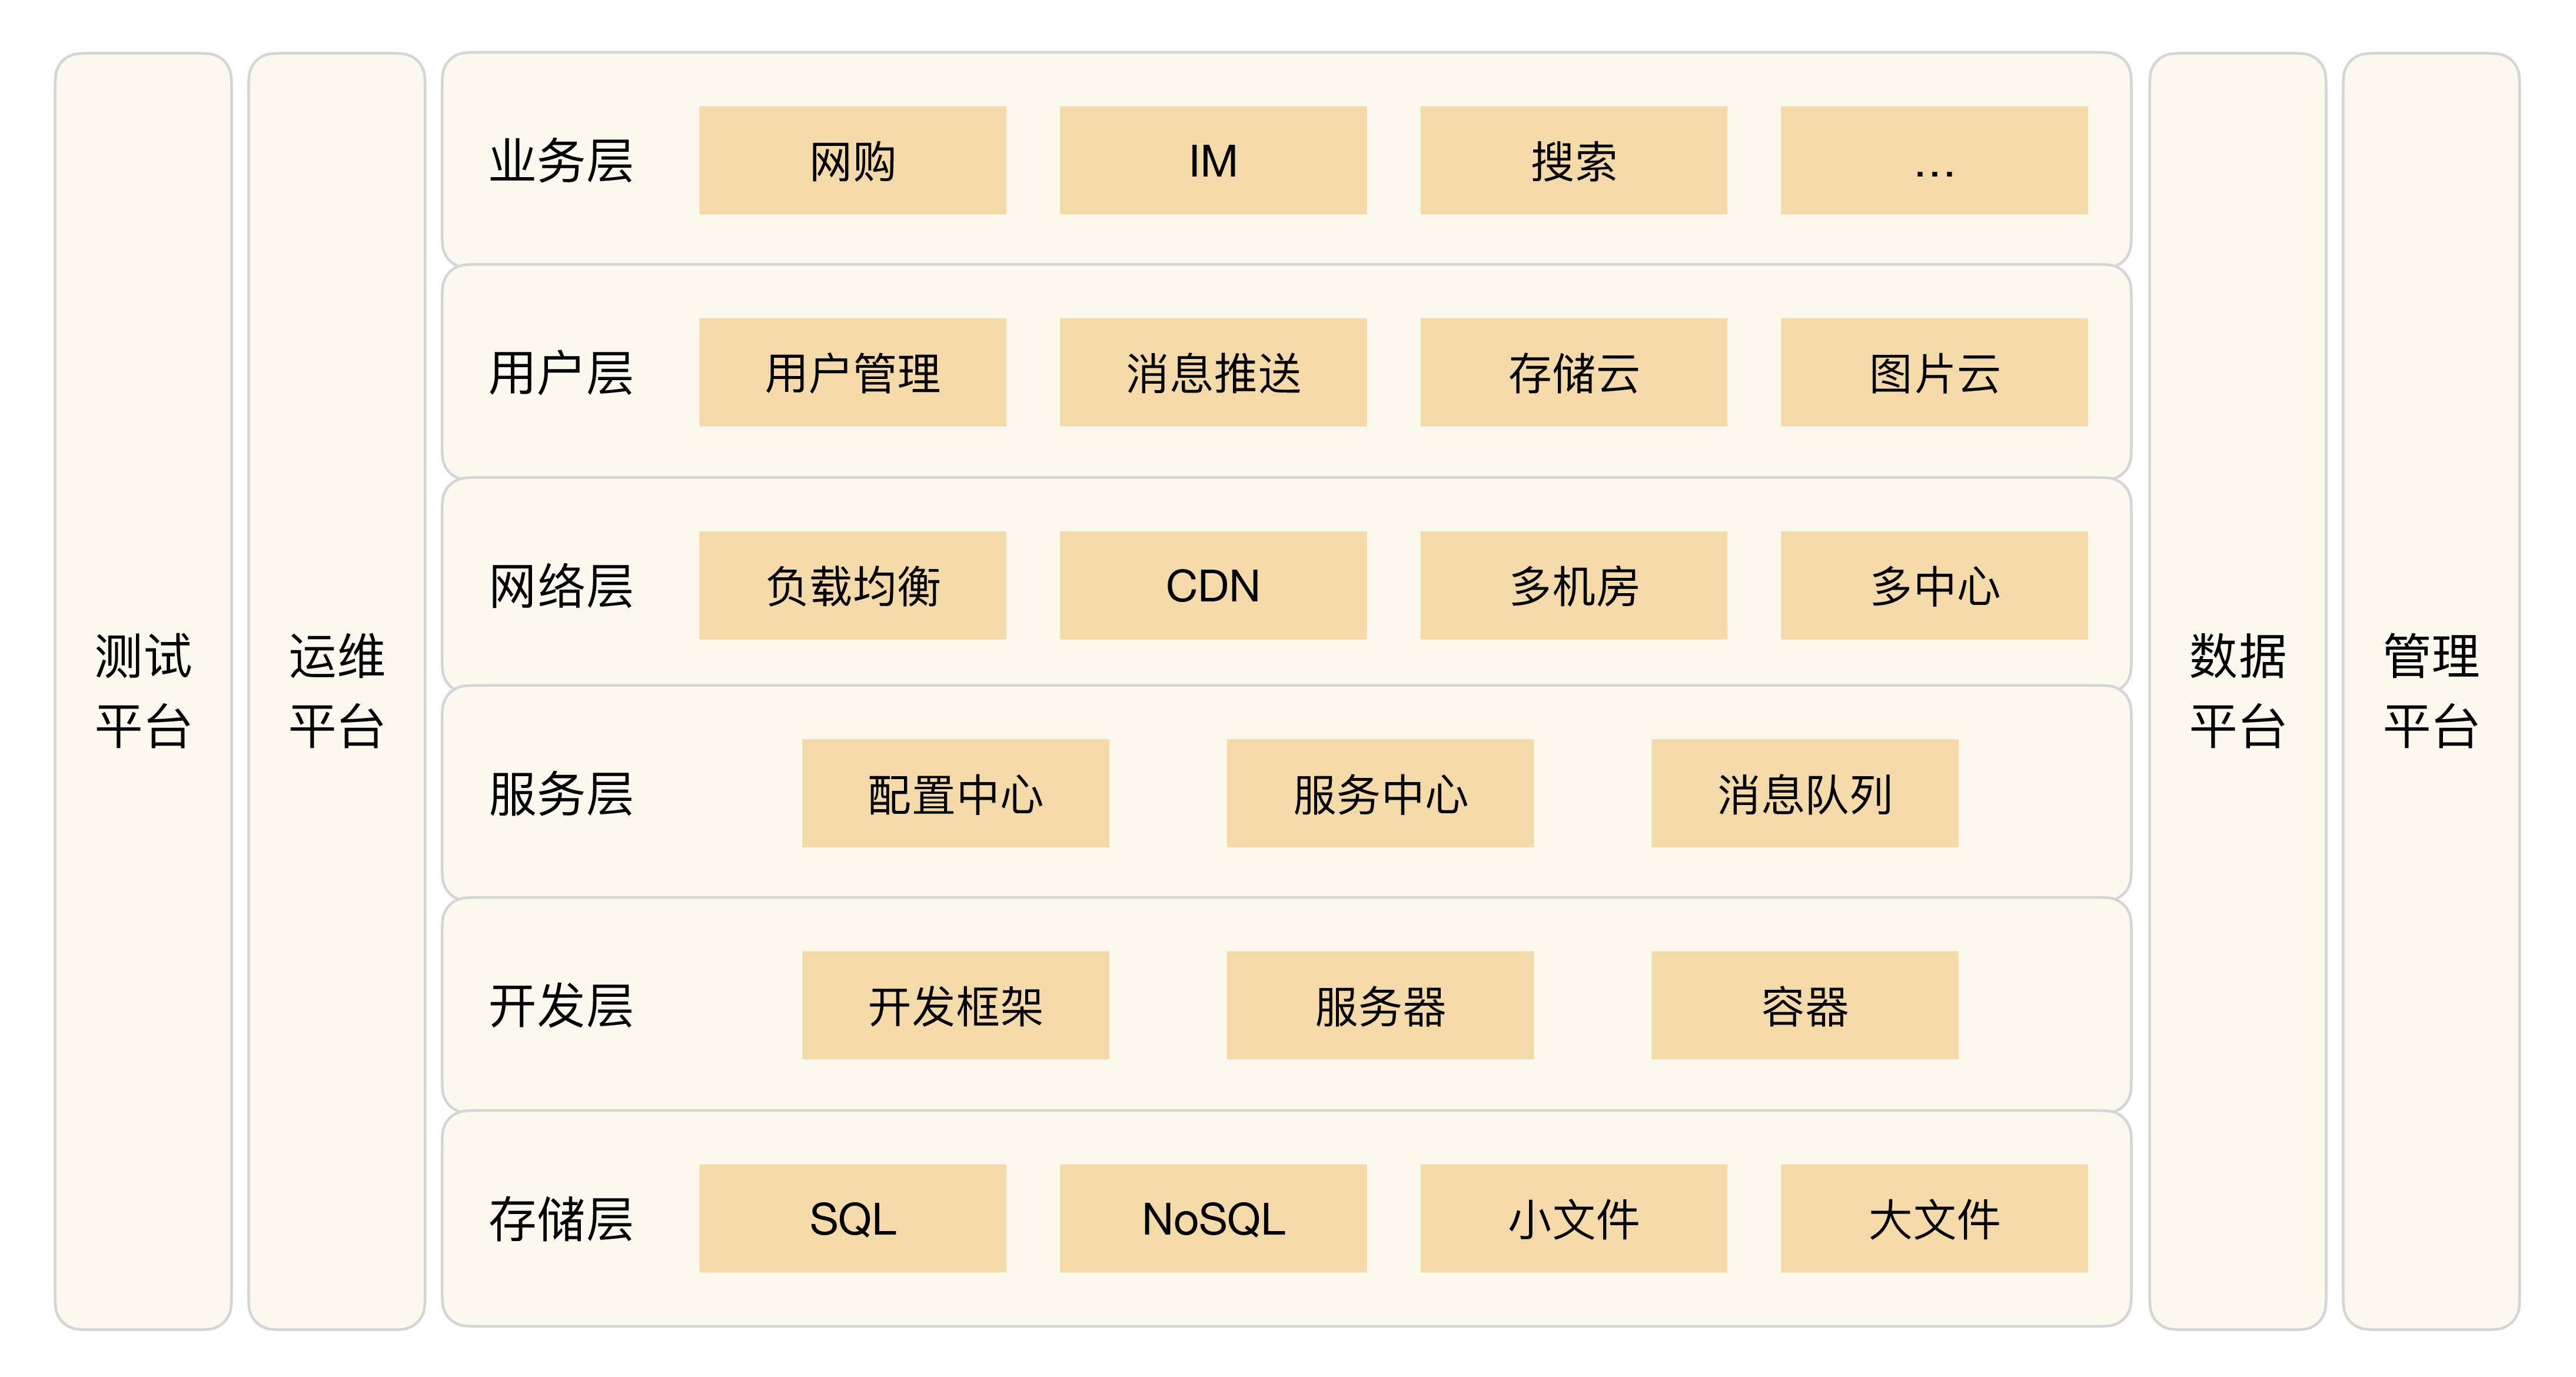 测试
平台
运维
平台
业务层
网购
IM
搜索
...
用户层
用户管理
消息推送
存储云
图片云
网络层
负载均衡
CDN
多机房
多中心
服务层
配置中心
服务中心
消息队列
开发层
开发框架
服务器
容器
存储层
SQL
NoSQL
小文件
大文件
数据
平台
管理
平台